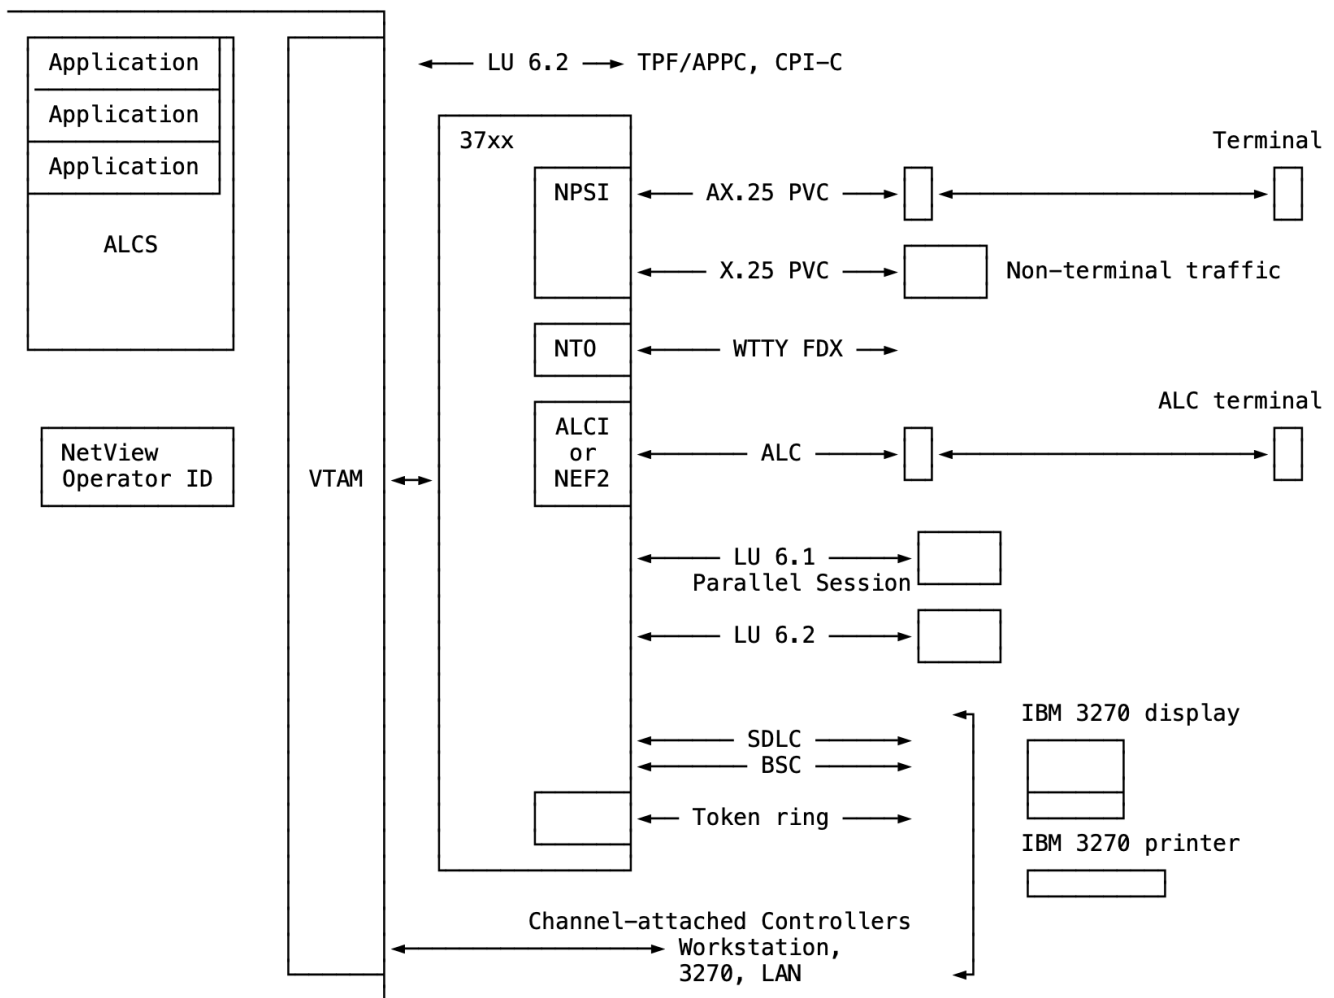 Application
LU 6.2
TPF/APPC, CPI-C
Application
37xx
Terminal
Application
NPSI
AX.25 PVC
ALCS
X.25 PVC
Non-terminal traffic
NTO
WTTY FDX
ALC terminal
ALCI
or
NEF2
ALC
NetView
Operator ID
VTAM
LU 6.1
Parallel Session
LU 6.2
IBM 3270 display
SDLC
BSC
Token ring
IBM 3270 printer
Channel-attached Controllers
Workstation,
3270, LAN